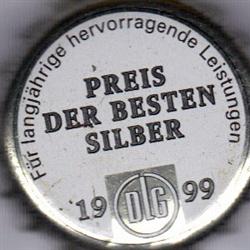 Für langjährige hervorragende Leistungen
PREIS
DER BESTEN
SILBER
19 DLG 99